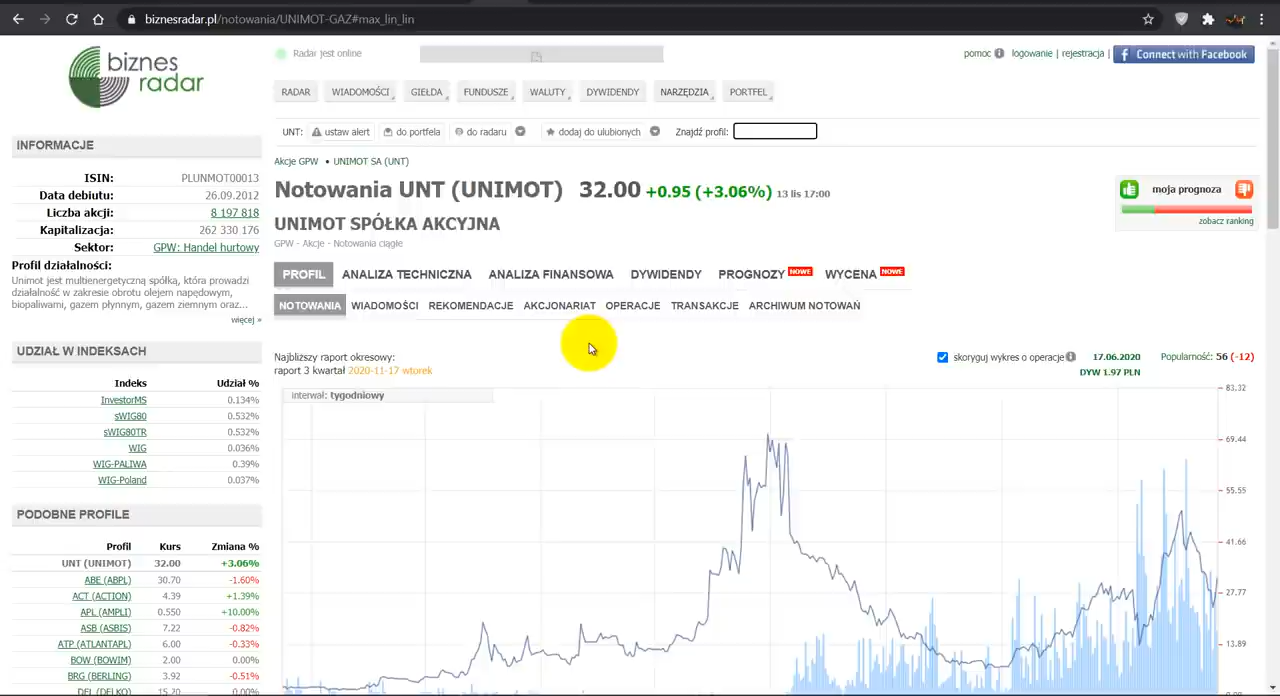 biznesradar.pl/notowania/UNIMOT-GAZ#max_lin_lin
biznes
radar
Radar jest online
pomoc logowanie | rejestracja | Connect with Facebook
RADAR WIADOMOŚCI GIEŁDA FUNDUSZE WALUTY DYWIDENDY NARZĘDZIA PORTFEL
UNT: ustaw alert do portfela do radaru dodaj do ulubionych Znajdź profil:
INFORMACJE
ISIN: PLUNMOT00013
Data debiutu: 26.09.2012
Liczba akcji: 8 197 818
Kapitalizacja: 262 330 176
Sektor: GPW: Handel hurtowy
Profil działalności:
Unimot jest multienergetyczną spółką, która prowadzi
działalność w zakresie obrotu olejem napędowym,
biopaliwami, gazem płynnym, gazem ziemnym oraz...
więcej »
UDZIAŁ W INDEKSACH
Indeks Udział %
InvestorMS 0.134%
sWIG80 0.532%
sWIG80TR 0.532%
WIG 0.036%
WIG-PALIWA 0.39%
WIG-Poland 0.037%
PODOBNE PROFILE
Profil Kurs Zmiana %
UNT (UNIMOT) 32.00 +3.06%
ABE (ABPL) 30.70 -1.60%
ACT (ACTION) 4.39 +1.39%
APL (AMPLI) 0.550 +10.00%
ASB (ASBIS) 7.22 -0.82%
ATP (ATLANTAPL) 6.00 -0.33%
BOW (BOWIM) 2.00 0.00%
BRG (BERLING) 3.92 -0.51%
DEL (DELKO) 15.20 0.00%
Akcje GPW • UNIMOT SA (UNT)
Notowania UNT (UNIMOT) 32.00 +0.95 (+3.06%) 13 lis 17:00
UNIMOT SPÓŁKA AKCYJNA
GPW - Akcje - Notowania ciągłe
moja prognoza
zobacz ranking
PROFIL ANALIZA TECHNICZNA ANALIZA FINANSOWA DYWIDENDY PROGNOZY NOWE WYCENA NOWE
NOTOWANIA WIADOMOŚCI REKOMENDACJE AKCJONARIAT OPERACJE TRANSAKCJE ARCHIWUM NOTOWAŃ
Najbliższy raport okresowy:
raport 3 kwartał 2020-11-17 wtorek
skoryguj wykres o operacje 17.06.2020 Popularność: 56 (-12)
DYW 1.97 PLN
interwał: tygodniowy
83.32
69.44
55.55
41.66
27.77
13.89
0.00